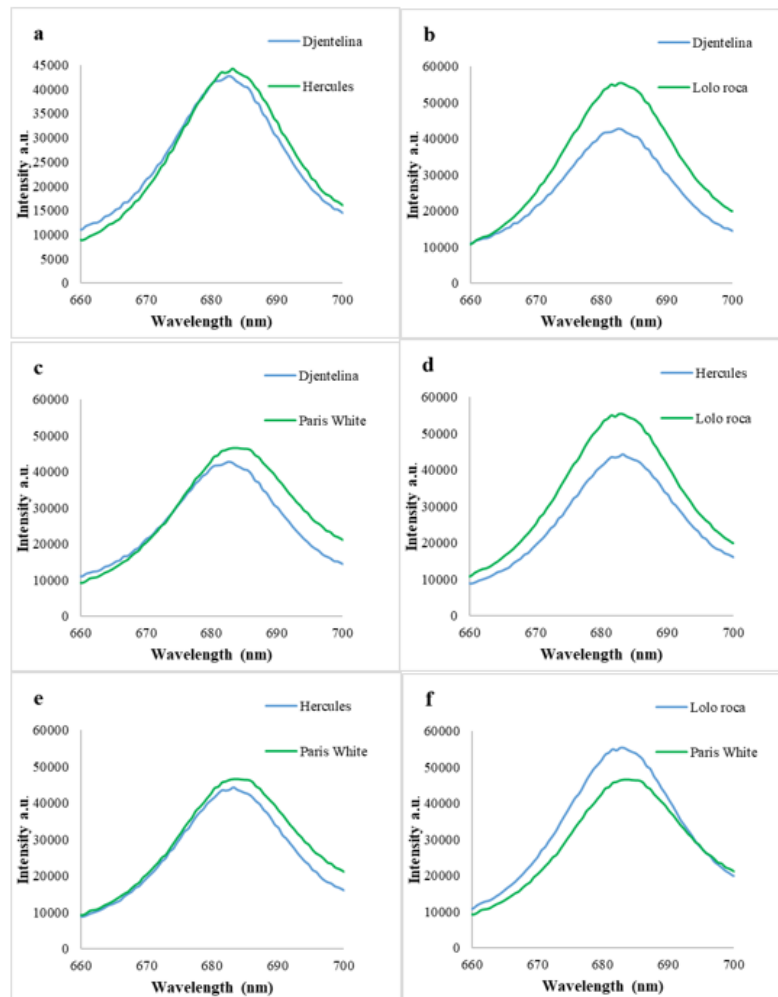 a
Djentelina
Hercules
45000
40000
35000
30000
25000
20000
15000
10000
5000
0
Intensity a.u.
660 670 680 690 700
Wavelength (nm)
b
Djentelina
Lolo roca
60000
50000
40000
30000
20000
10000
0
Intensity a.u.
660 670 680 690 700
Wavelength (nm)
c
Djentelina
Paris White
60000
50000
40000
30000
20000
10000
0
Intensity a.u.
660 670 680 690 700
Wavelength (nm)
d
Hercules
Lolo roca
60000
50000
40000
30000
20000
10000
0
Intensity a.u.
660 670 680 690 700
Wavelength (nm)
e
Hercules
Paris White
60000
50000
40000
30000
20000
10000
0
Intensity a.u.
660 670 680 690 700
Wavelength (nm)
f
Lolo roca
Paris White
60000
50000
40000
30000
20000
10000
0
Intensity a.u.
660 670 680 690 700
Wavelength (nm)